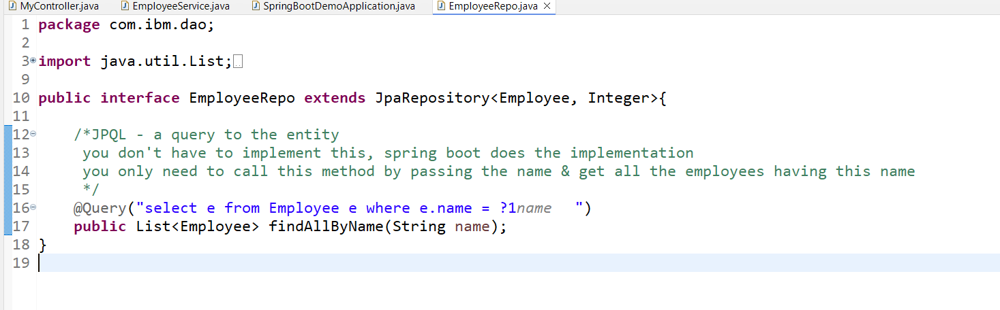 MyController.java EmployeeService.java SpringBootDemoApplication.java EmployeeRepo.java
1 package com.ibm.dao;
2
3 import java.util.List;
9
10 public interface EmployeeRepo extends JpaRepository<Employee, Integer>{
11
12 /*JPQL - a query to the entity
13 you don't have to implement this, spring boot does the implementation
14 you only need to call this method by passing the name & get all the employees having this name
15 */
16 @Query("select e from Employee e where e.name = ?1name ")
17 public List<Employee> findAllByName(String name);
18 }
19